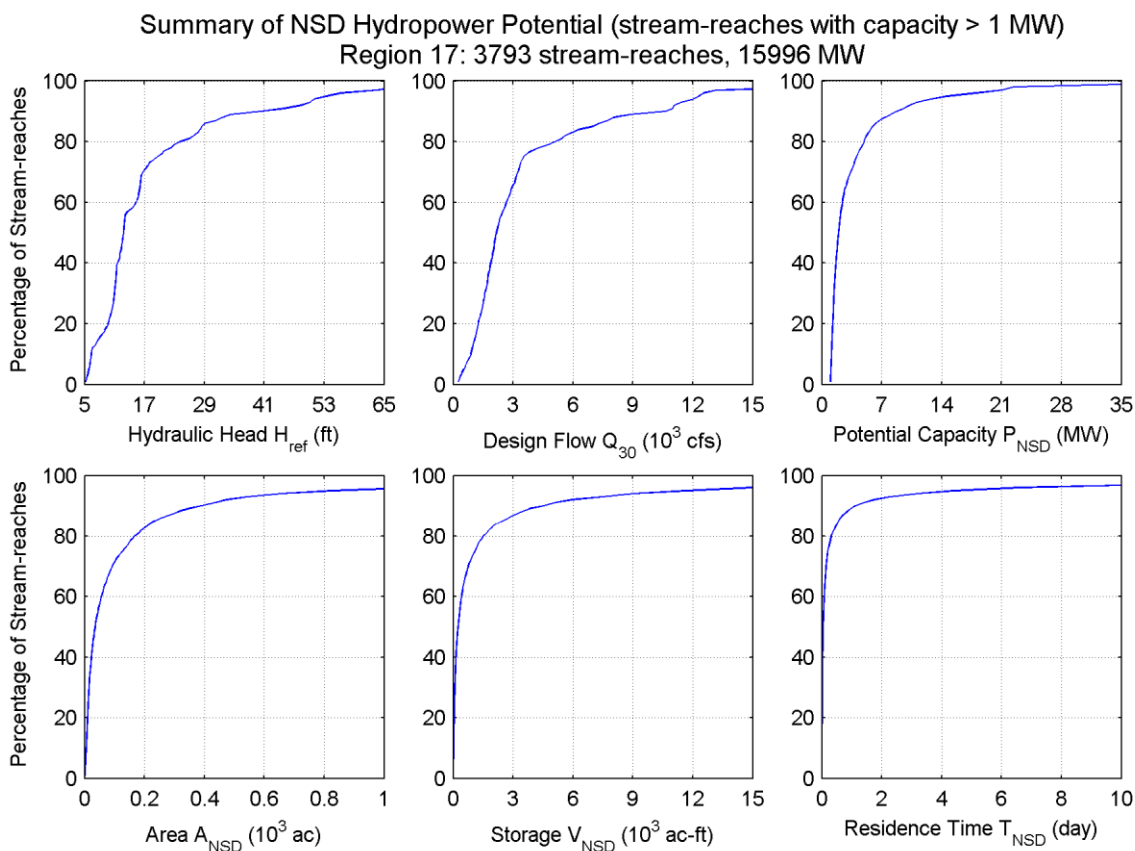 Summary of NSD Hydropower Potential (stream-reaches with capacity > 1 MW)
Region 17: 3793 stream-reaches, 15996 MW
Percentage of Stream-reaches
100
80
60
40
20
0
5 17 29 41 53 65
Hydraulic Head H_ref (ft)
100
80
60
40
20
0
0 3 6 9 12 15
Design Flow Q_30 (10^3 cfs)
100
80
60
40
20
0
0 7 14 21 28 35
Potential Capacity P_NSD (MW)
Percentage of Stream-reaches
100
80
60
40
20
0
0 0.2 0.4 0.6 0.8 1
Area A_NSD (10^3 ac)
100
80
60
40
20
0
0 3 6 9 12 15
Storage V_NSD (10^3 ac-ft)
100
80
60
40
20
0
0 2 4 6 8 10
Residence Time T_NSD (day)